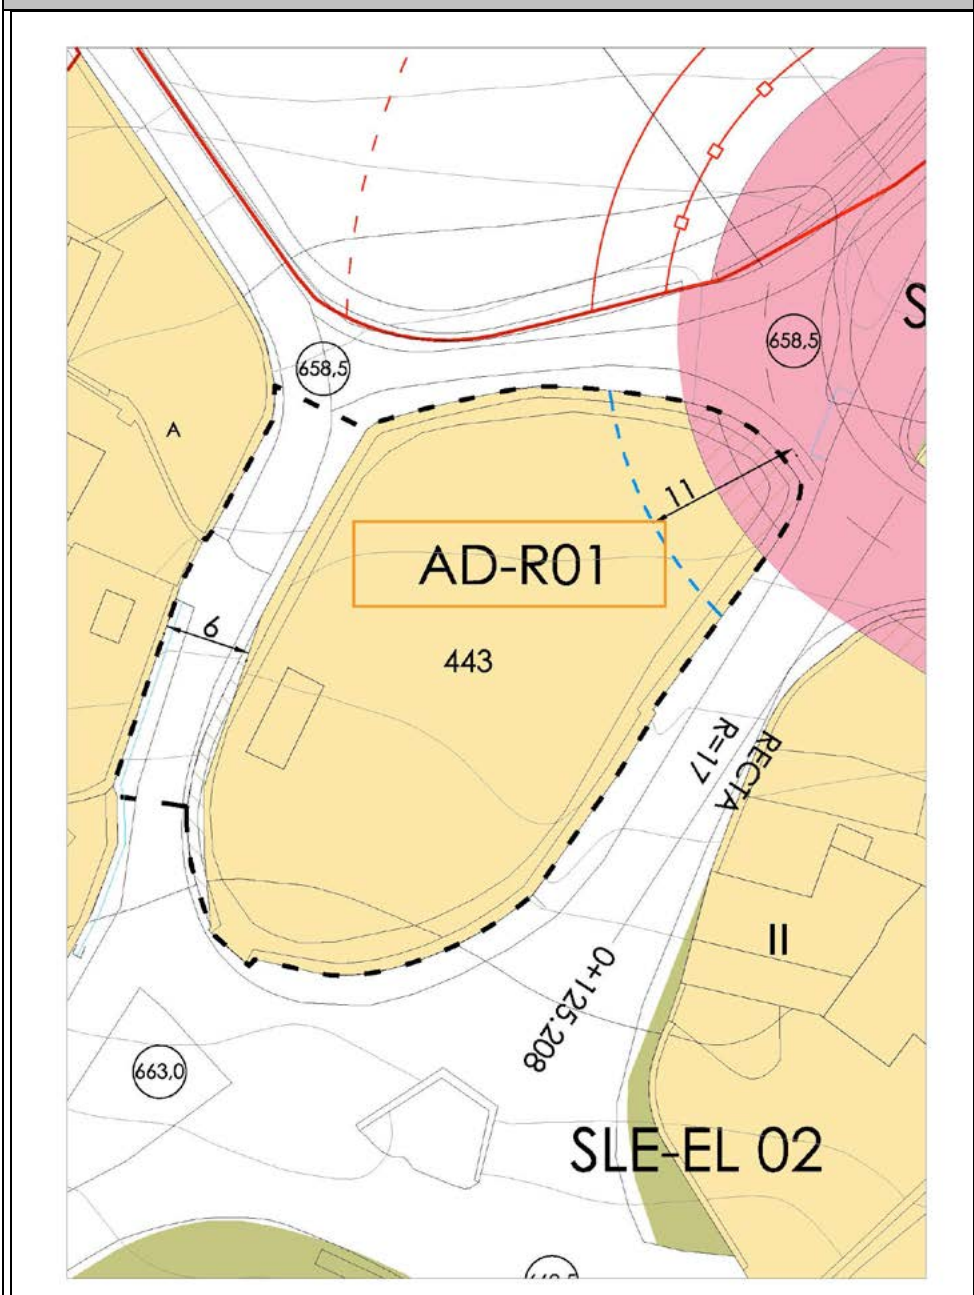 658,5
658,5
S
A
11
AD-R01
6
443
RECTA
R=17
II
0+125.208
663,0
SLE-EL 02